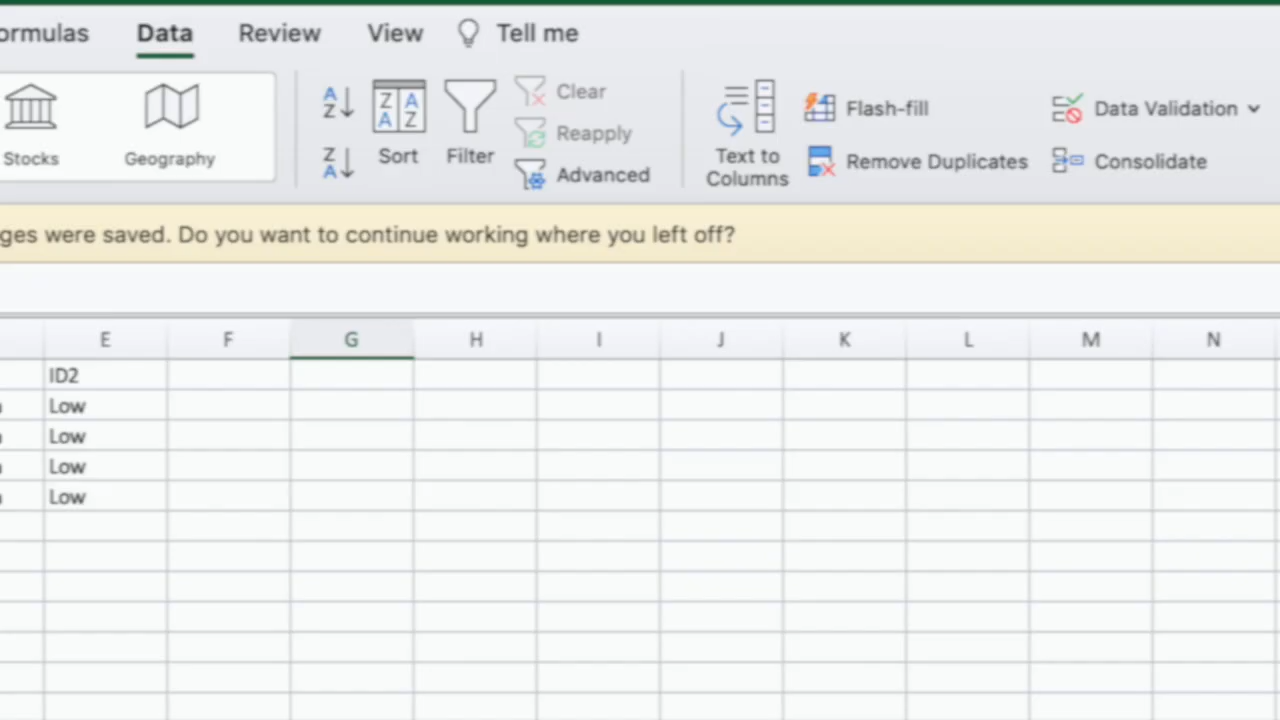 ormulas Data Review View Tell me
Clear
Reapply
Advanced
Stocks Geography
A Z
Z A
Z A A Z
Sort Filter
Text to
Columns
Flash-fill
Remove Duplicates
Data Validation
Consolidate
ges were saved. Do you want to continue working where you left off?
E F G H I J K L M N
ID2
Low
Low
Low
Low